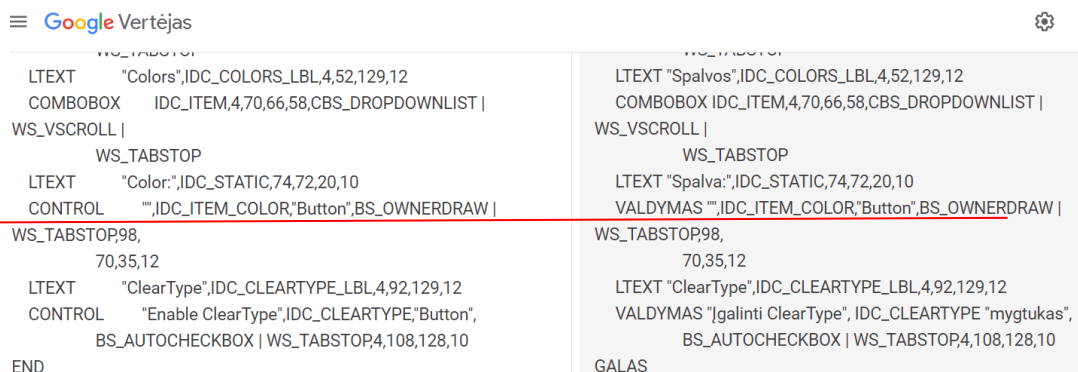 Google Vertėjas
WS_TABSTOP
LTEXT "Colors",IDC_COLORS_LBL,4,52,129,12
COMBOBOX IDC_ITEM,4,70,66,58,CBS_DROPDOWNLIST |
WS_VSCROLL |
WS_TABSTOP
LTEXT "Color:",IDC_STATIC,74,72,20,10
CONTROL "",IDC_ITEM_COLOR,"Button",BS_OWNERDRAW |
WS_TABSTOP,98,
70,35,12
LTEXT "ClearType",IDC_CLEARTYPE_LBL,4,92,129,12
CONTROL "Enable ClearType",IDC_CLEARTYPE,"Button",
BS_AUTOCHECKBOX | WS_TABSTOP,4,108,128,10
END
WS_TABSTOP
LTEXT "Spalvos",IDC_COLORS_LBL,4,52,129,12
COMBOBOX IDC_ITEM,4,70,66,58,CBS_DROPDOWNLIST |
WS_VSCROLL |
WS_TABSTOP
LTEXT "Spalva:",IDC_STATIC,74,72,20,10
VALDYMAS "",IDC_ITEM_COLOR,"Button",BS_OWNERDRAW |
WS_TABSTOP,98,
70,35,12
LTEXT "ClearType",IDC_CLEARTYPE_LBL,4,92,129,12
VALDYMAS "Įgalinti ClearType", IDC_CLEARTYPE "mygtukas",
BS_AUTOCHECKBOX | WS_TABSTOP,4,108,128,10
GALAS